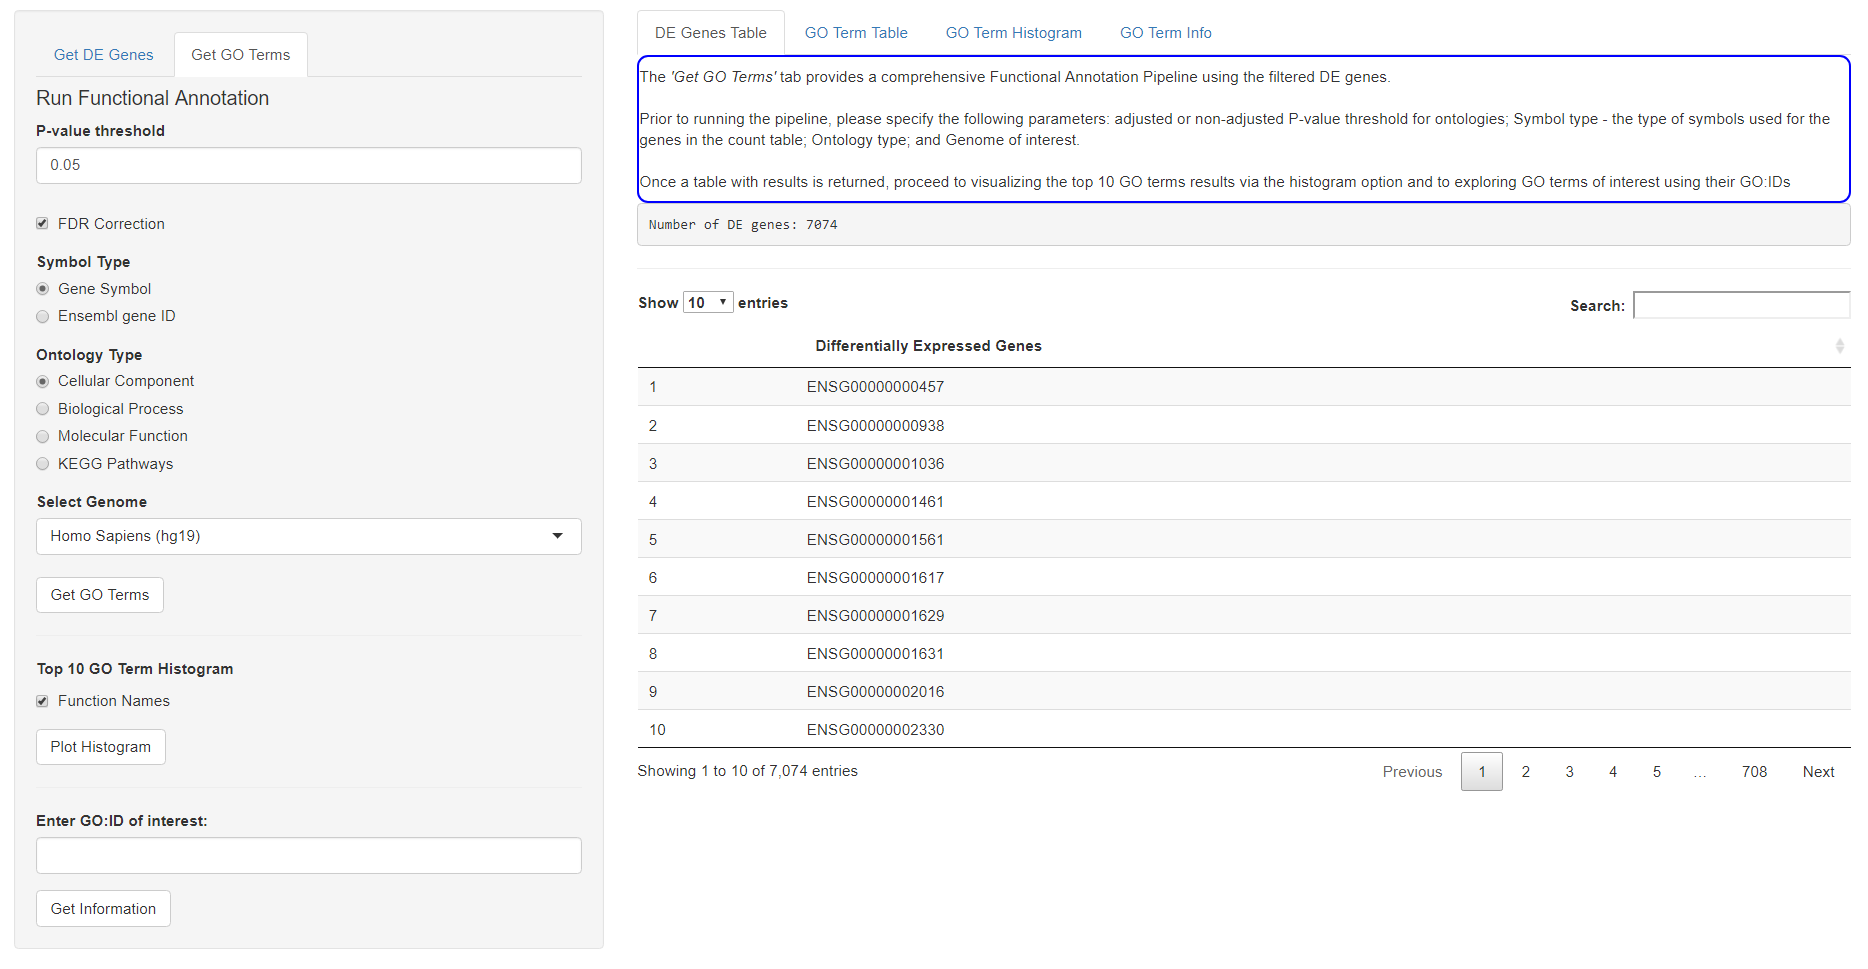 Get DE Genes
Get GO Terms
Run Functional Annotation
P-value threshold
0.05
FDR Correction
Symbol Type
Gene Symbol
Ensembl gene ID
Ontology Type
Cellular Component
Biological Process
Molecular Function
KEGG Pathways
Select Genome
Homo Sapiens (hg19)
Get GO Terms
Top 10 GO Term Histogram
Function Names
Plot Histogram
Enter GO:ID of interest:
Get Information
DE Genes Table GO Term Table GO Term Histogram GO Term Info
The 'Get GO Terms' tab provides a comprehensive Functional Annotation Pipeline using the filtered DE genes.
Prior to running the pipeline, please specify the following parameters: adjusted or non-adjusted P-value threshold for ontologies; Symbol type - the type of symbols used for the
genes in the count table; Ontology type; and Genome of interest.
Once a table with results is returned, proceed to visualizing the top 10 GO terms results via the histogram option and to exploring GO terms of interest using their GO:IDs
Number of DE genes: 7074
Show 10 entries
Search:
Differentially Expressed Genes
1 ENSG00000000457
2 ENSG00000000938
3 ENSG00000001036
4 ENSG00000001461
5 ENSG00000001561
6 ENSG00000001617
7 ENSG00000001629
8 ENSG00000001631
9 ENSG00000002016
10 ENSG00000002330
Showing 1 to 10 of 7,074 entries
Previous 1 2 3 4 5 ... 708 Next